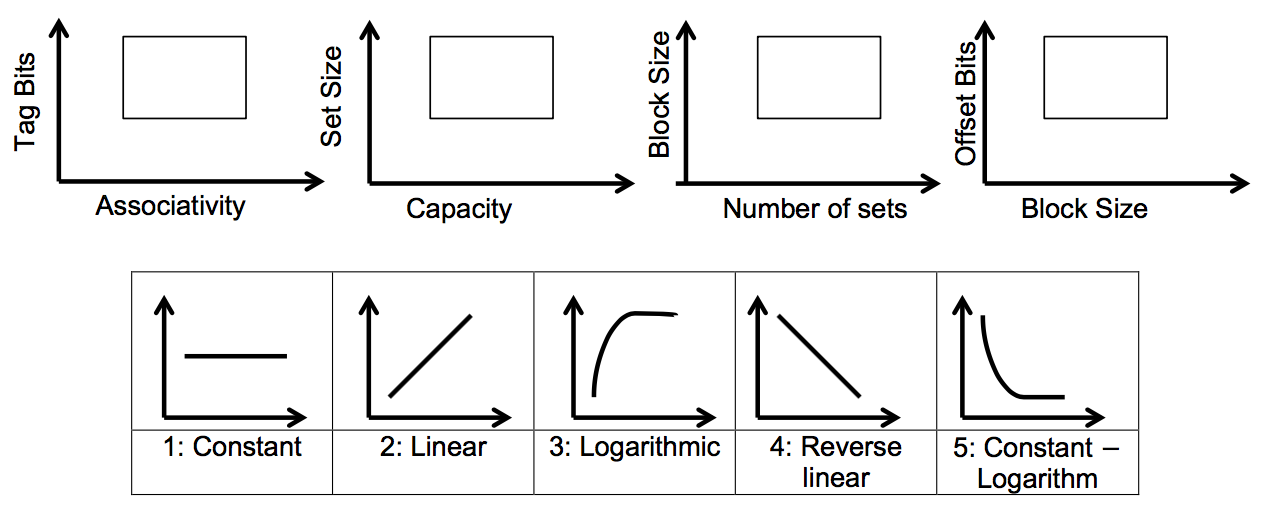 Tag Bits
Associativity
Set Size
Capacity
Block Size
Number of sets
Offset Bits
Block Size
1: Constant
2: Linear
3: Logarithmic
4: Reverse
linear
5: Constant –
Logarithm